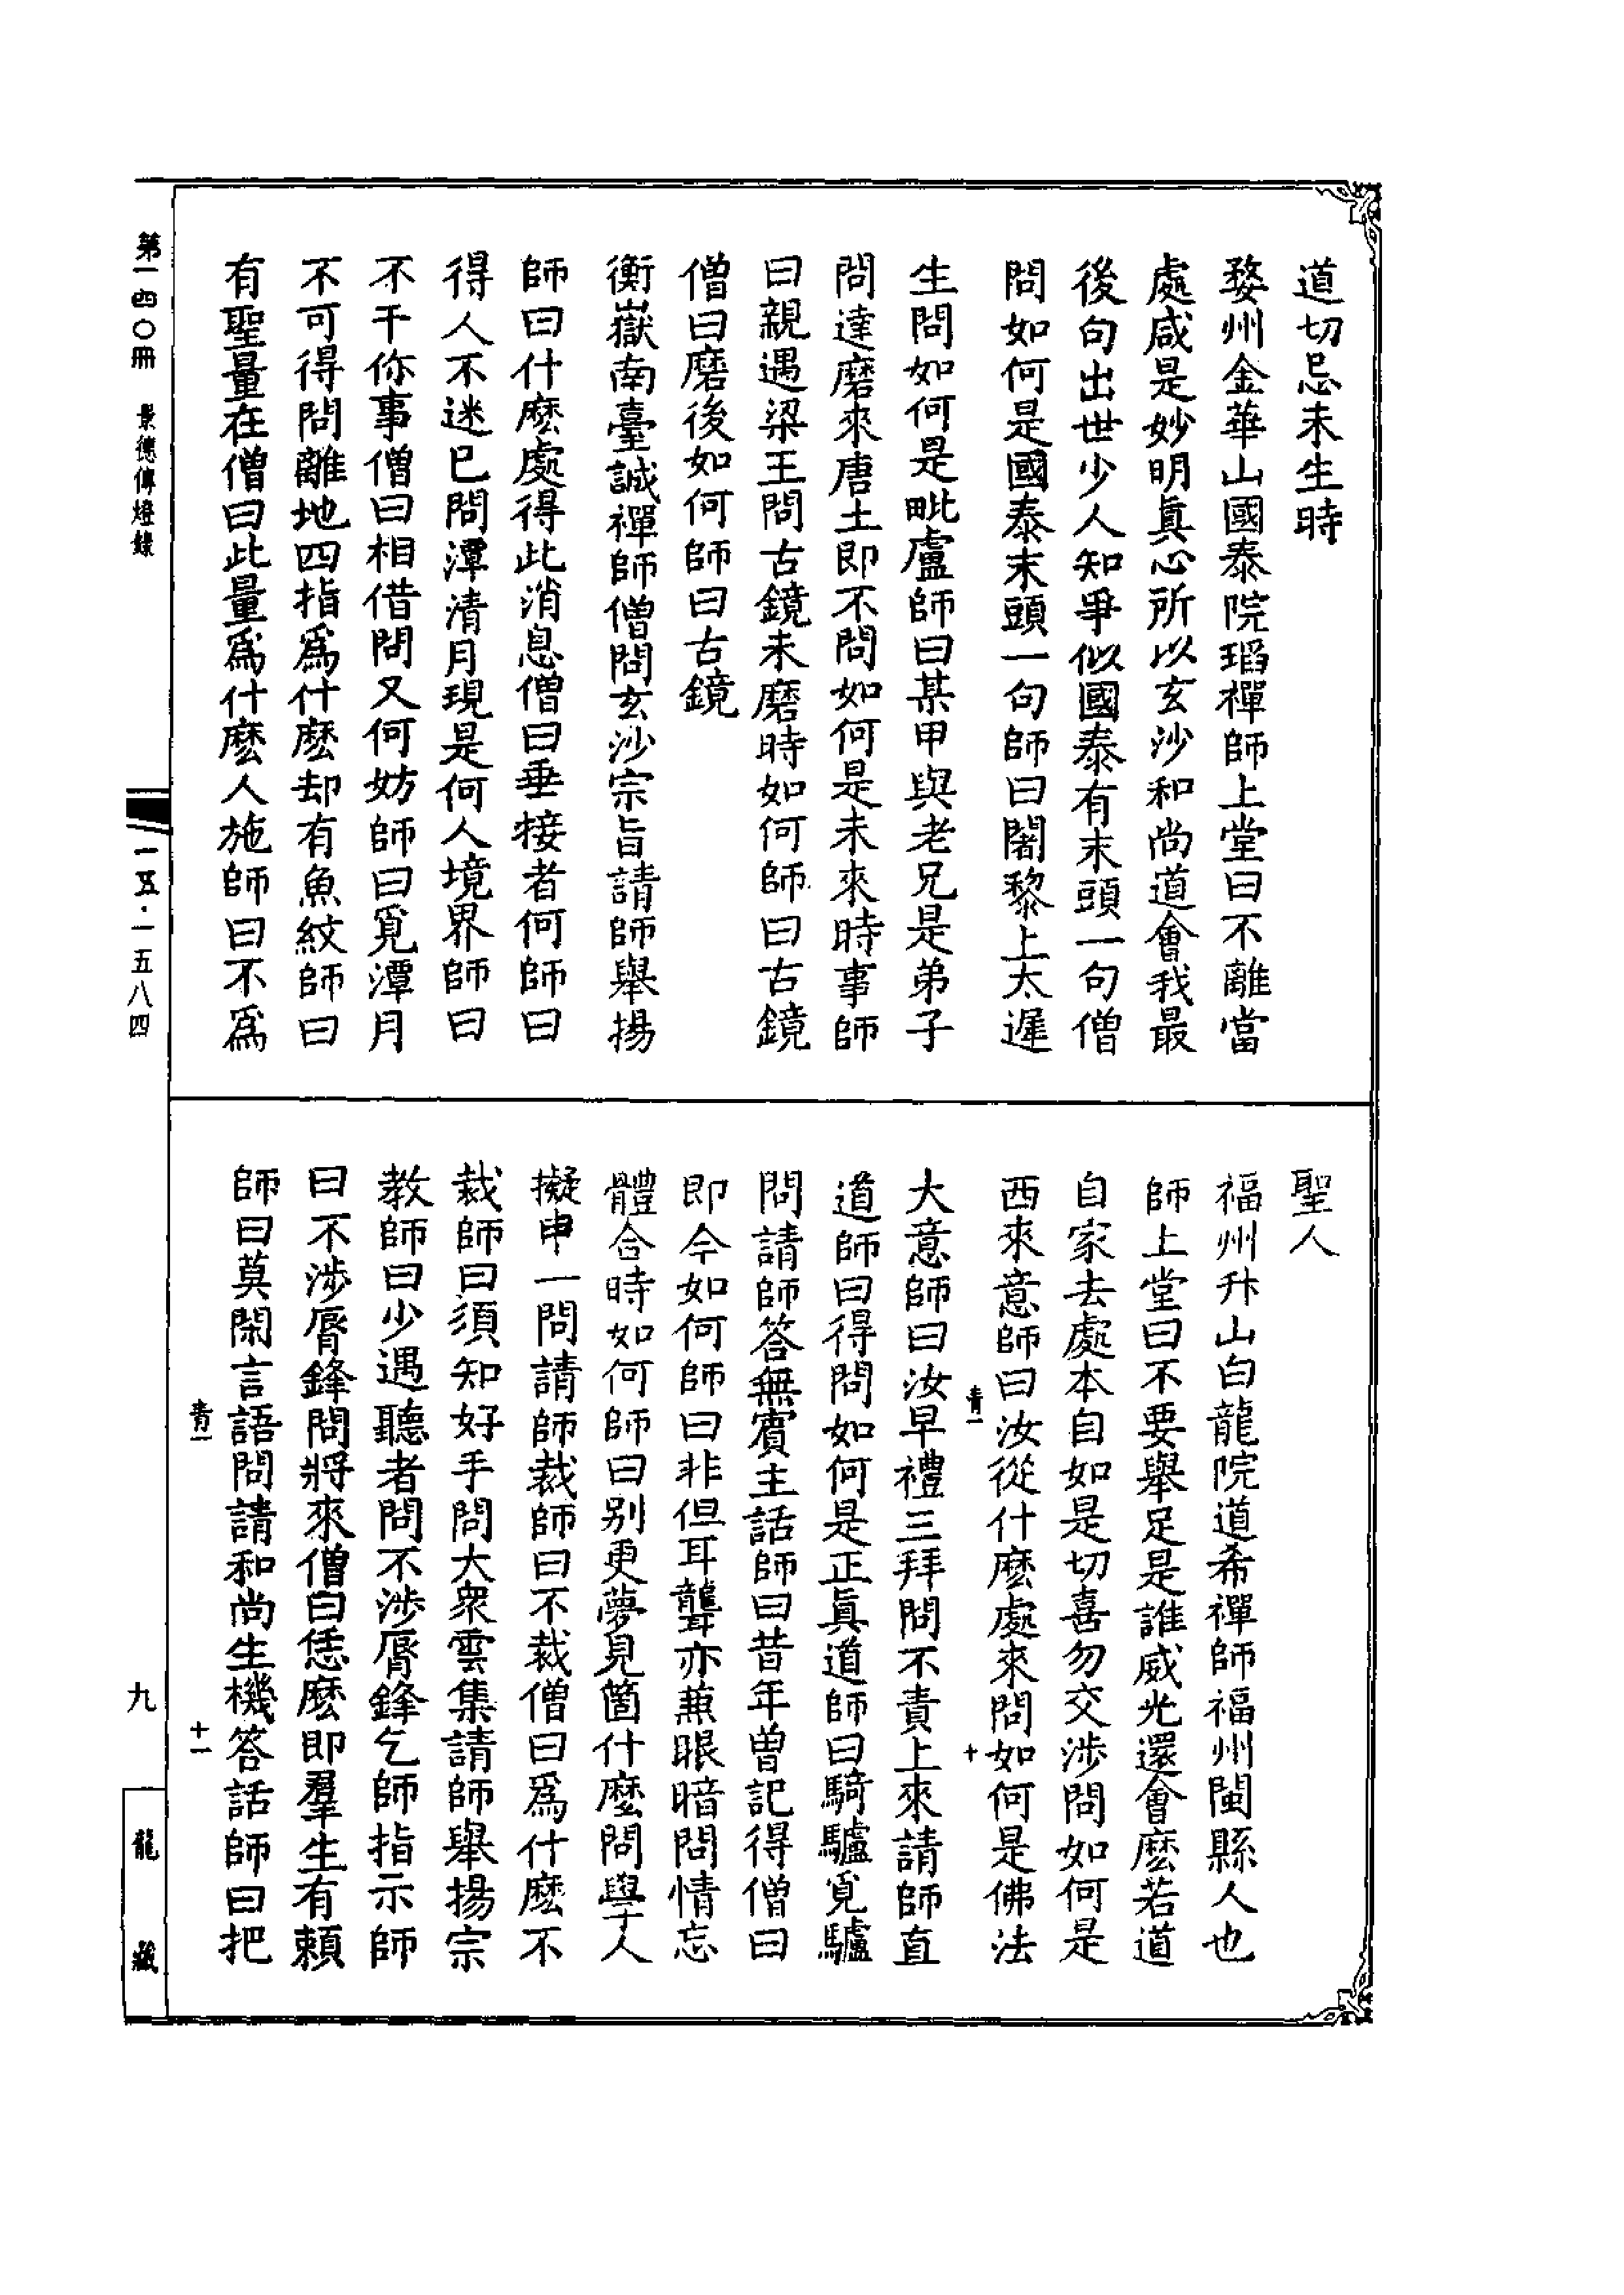 道切忌未生時
婺州金華山國泰院瑫禪師上堂曰不離當
處咸是妙明真心所以玄沙和尚道會我最
後句出世少人知爭似國泰有末頭一句僧
問如何是國泰末頭一句師曰闍黎上太遲
生問如何是毗盧師曰某甲與老兄是弟子
問達磨來唐土即不問如何是未來時事師
曰親遇梁王問古鏡未磨時如何師曰古鏡
僧曰磨後如何師曰古鏡
衡嶽南臺誠禪師僧問玄沙宗旨請師舉揚
師曰什麽處得此消息僧曰垂接者何師曰
得人不迷已問潭清月現是何人境界師曰
不干你事僧曰相借問又何妨師曰覓潭月
不可得問離地四指爲什麽却有魚紋師曰
有聖量在僧曰此量爲什麽人施師曰不爲
聖人
福州升山白龍院道希禪師福州閩縣人也
師上堂曰不要舉足是誰威光還會麽若道
自家去處本自如是切喜勿交涉問如何是
西來意師曰汝從什麽處來問如何是佛法
青一
十
大意師曰汝早禮三拜問不責上來請師直
道師曰得問如何是正眞道師曰騎驢覓驢
問請師答無賓主話師曰昔年曾記得僧曰
即今如何師曰非但耳聾亦蒹眼暗問情忘
體合時如何師曰別更夢見箇什麽問學人
擬申一問請師裁師曰不裁僧曰爲什麽不
裁師曰須知好手問大衆雲集請師舉揚宗
教師曰少遇聽者問不涉脣鋒乞師指示師
曰不涉脣鋒問將來僧曰恁麽即羣生有賴
師曰莫閑言語問請和尚生機答話師曰把
青一
十一
第一四〇冊 景德傳燈錄
一五·一五八四
九
龍藏